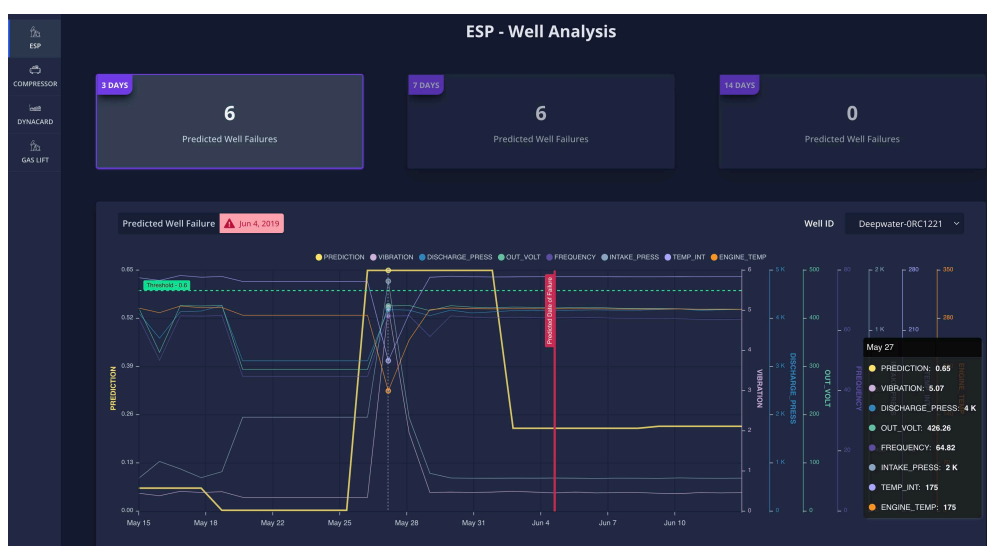 ESP - Well Analysis
ESP
COMPRESSOR
DYNACARD
GAS LIFT
3 DAYS
6
Predicted Well Failures
7 DAYS
6
Predicted Well Failures
14 DAYS
0
Predicted Well Failures
Predicted Well Failure Jun 4, 2019
Well ID Deepwater-0RC1221
PREDICTION VIBRATION DISCHARGE_PRESS OUT_VOLT FREQUENCY INTAKE_PRESS TEMP_INT ENGINE_TEMP
0.65
0.52
0.39
0.26
0.13
0.00
PREDICTION
Threshold - 0.6
Predicted Date of Failure
May 15 May 18 May 22 May 25 May 28 May 31 Jun 4 Jun 7 Jun 10
6
5
4
3
2
1
0
VIBRATION
5 K
4 K
3 K
2 K
1 K
0
DISCHARGE_PRESS
500
400
300
200
100
0
OUT_VOLT
80
60
40
20
0
FREQUENCY
2 K
1 K
280
210
350
280
ENGINE_TEMP
May 27
PREDICTION: 0.65
VIBRATION: 5.07
DISCHARGE_PRESS: 4 K
OUT_VOLT: 426.26
FREQUENCY: 64.82
INTAKE_PRESS: 2 K
TEMP_INT: 175
ENGINE_TEMP: 175